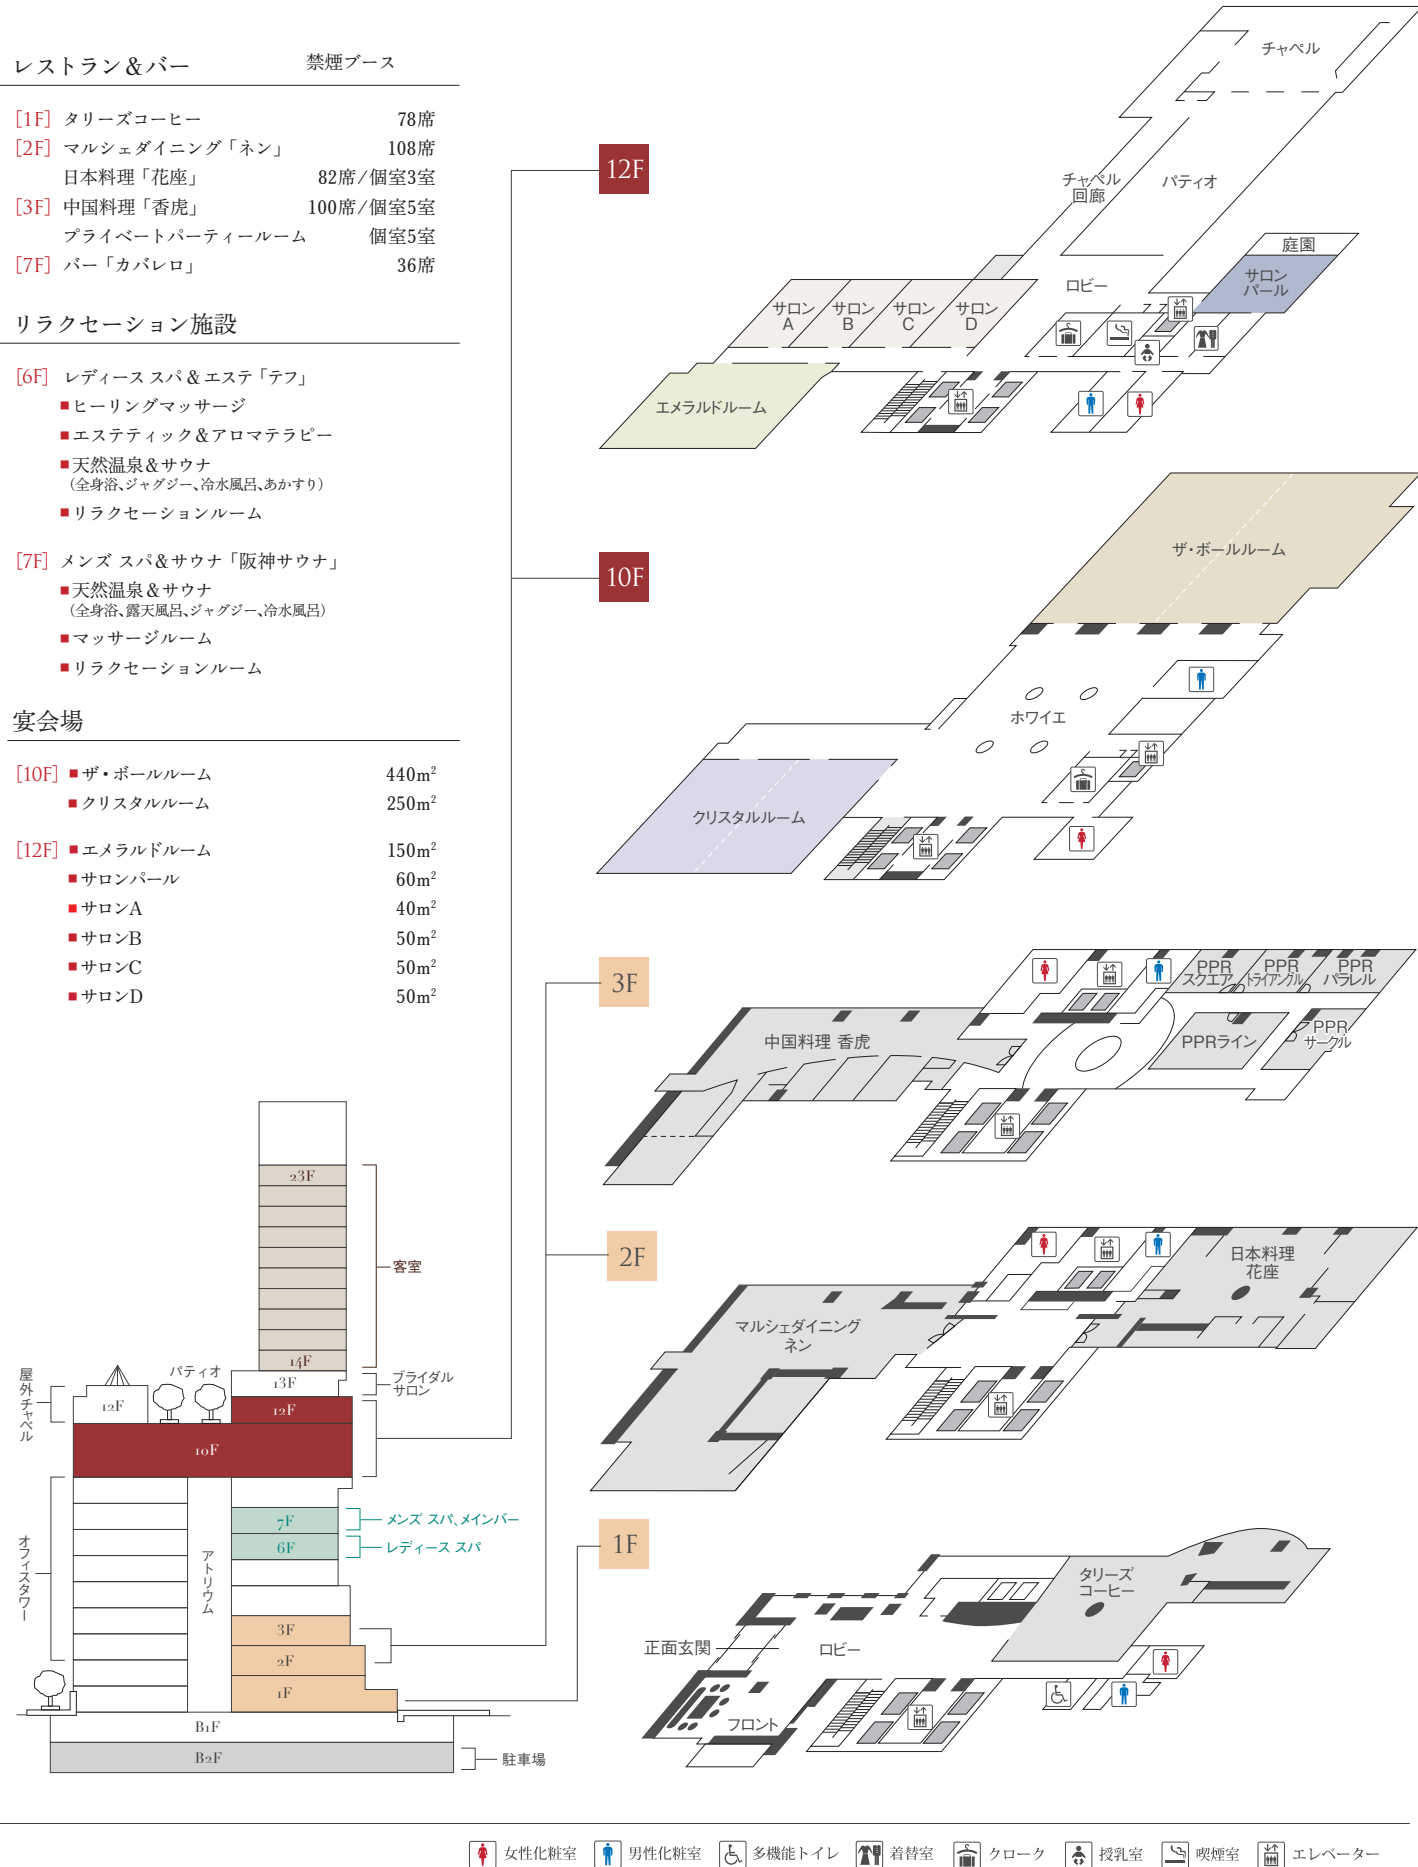 レストラン＆バー 禁煙ブース
[1F] タリーズコーヒー 78席
[2F] マルシェダイニング「ネン」 108席
日本料理「花座」 82席/個室3室
[3F] 中国料理「香虎」 100席/個室5室
プライベートパーティールーム 個室5室
[7F] バー「カバレロ」 36席
リラクセーション施設
[6F] レディース スパ＆エステ「テフ」
■ヒーリングマッサージ
■エステティック＆アロマテラピー
■天然温泉＆サウナ
（全身浴、ジャグジー、冷水風呂、あかすり）
■リラクセーションルーム
[7F] メンズ スパ＆サウナ「阪神サウナ」
■天然温泉＆サウナ
（全身浴、露天風呂、ジャグジー、冷水風呂）
■マッサージルーム
■リラクセーションルーム
宴会場
[10F] ■ザ・ボールルーム 440m²
■クリスタルルーム 250m²
[12F] ■エメラルドルーム 150m²
■サロンパール 60m²
■サロンA 40m²
■サロンB 50m²
■サロンC 50m²
■サロンD 50m²
23F
客室
14F
13F
ブライダル
サロン
屋外チャペル
パティオ
12F
12F
10F
オフィスタワー
アトリウム
7F
メンズ スパ、メインバー
6F
レディース スパ
3F
2F
1F
B1F
B2F
駐車場
12F
チャペル
チャペル
回廊
パティオ
庭園
サロン
パール
ロビー
サロン
A
サロン
B
サロン
C
サロン
D
エメラルドルーム
10F
ザ・ボールルーム
ホワイエ
クリスタルルーム
3F
PPR
スクエア
PPR
トライアングル
PPR
パラレル
PPRライン
PPR
サークル
中国料理 香虎
2F
日本料理
花座
マルシェダイニング
ネン
1F
タリーズ
コーヒー
正面玄関
ロビー
フロント
女性化粧室 男性化粧室 多機能トイレ 着替室 クローク 授乳室 喫煙室 エレベーター